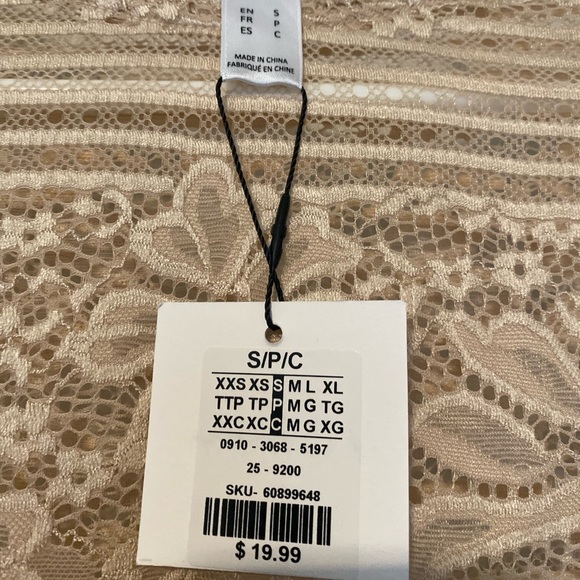 EN S
FR P
ES C
MADE IN CHINA
FABRIQUÉ EN CHINE
S/P/C
XXS XS S M L XL
TTP TP P M G TG
XXC XC C M G XG
0910 - 3068 - 5197
25 - 9200
SKU- 60899648
$ 19.99